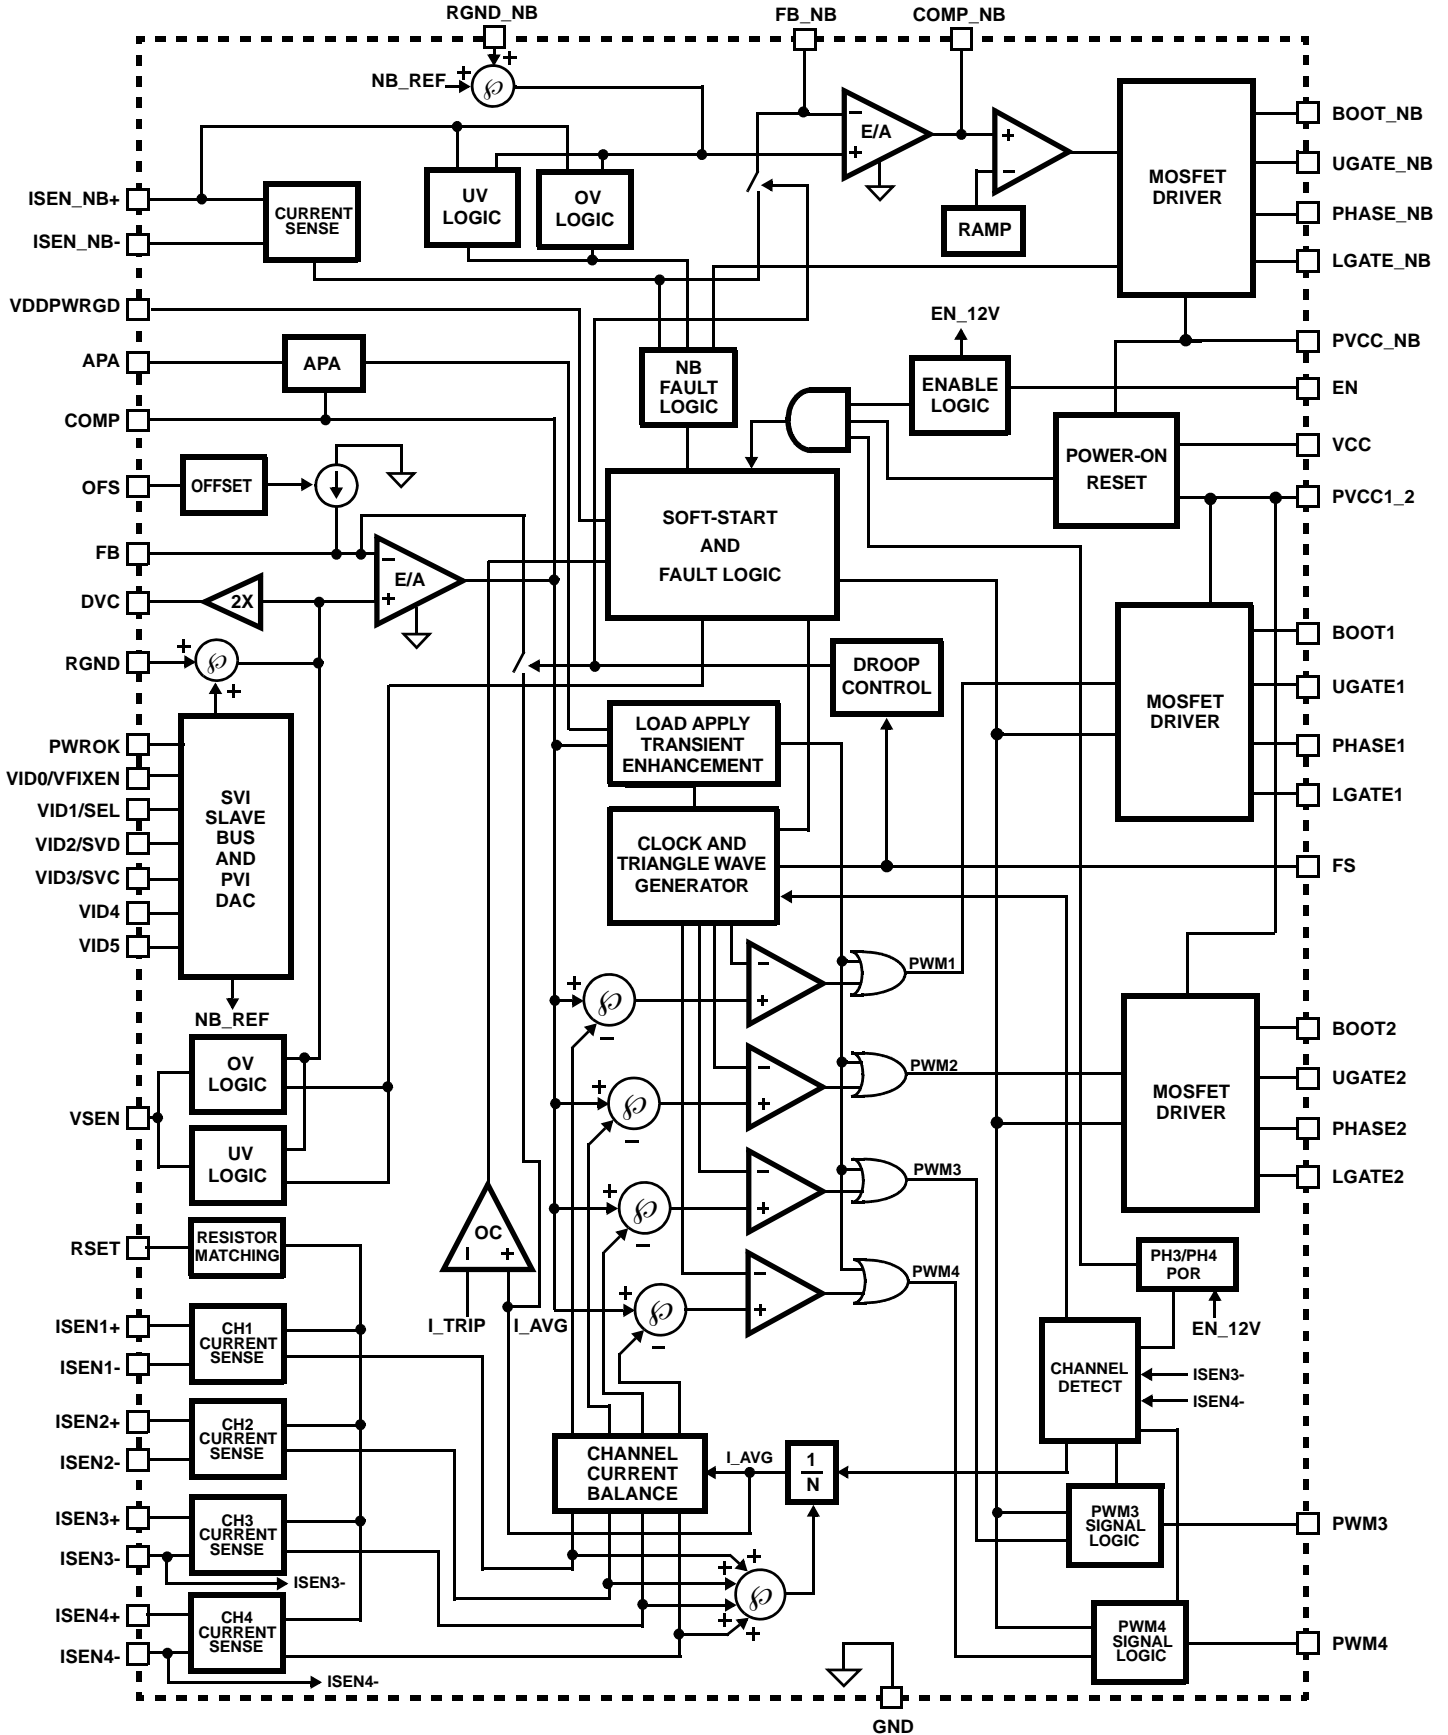 RGND_NB
FB_NB
COMP_NB
NB_REF
+
+
E/A
−
+
+
−
RAMP
MOSFET
DRIVER
BOOT_NB
UGATE_NB
PHASE_NB
LGATE_NB
ISEN_NB+
ISEN_NB-
CURRENT
SENSE
UV
LOGIC
OV
LOGIC
VDDPWRGD
APA
APA
COMP
NB
FAULT
LOGIC
EN_12V
ENABLE
LOGIC
PVCC_NB
EN
POWER-ON
RESET
VCC
PVCC1_2
OFS
OFFSET
SOFT-START
AND
FAULT LOGIC
FB
E/A
−
+
DVC
2X
RGND
+
+
DROOP
CONTROL
MOSFET
DRIVER
BOOT1
UGATE1
PHASE1
LGATE1
PWROK
VID0/VFIXEN
VID1/SEL
VID2/SVD
VID3/SVC
VID4
VID5
SVI
SLAVE
BUS
AND
PVI
DAC
NB_REF
LOAD APPLY
TRANSIENT
ENHANCEMENT
CLOCK AND
TRIANGLE WAVE
GENERATOR
FS
+
−
−
+
PWM1
+
−
−
+
PWM2
+
−
−
+
PWM3
+
−
−
+
PWM4
MOSFET
DRIVER
BOOT2
UGATE2
PHASE2
LGATE2
VSEN
OV
LOGIC
UV
LOGIC
RSET
RESISTOR
MATCHING
OC
−
+
I_TRIP
I_AVG
PH3/PH4
POR
EN_12V
CHANNEL
DETECT
ISEN3-
ISEN4-
ISEN1+
ISEN1-
CH1
CURRENT
SENSE
ISEN2+
ISEN2-
CH2
CURRENT
SENSE
ISEN3+
ISEN3-
CH3
CURRENT
SENSE
ISEN3-
ISEN4+
ISEN4-
CH4
CURRENT
SENSE
ISEN4-
CHANNEL
CURRENT
BALANCE
I_AVG
1
N
+
+
+
+
PWM3
SIGNAL
LOGIC
PWM3
PWM4
SIGNAL
LOGIC
PWM4
GND